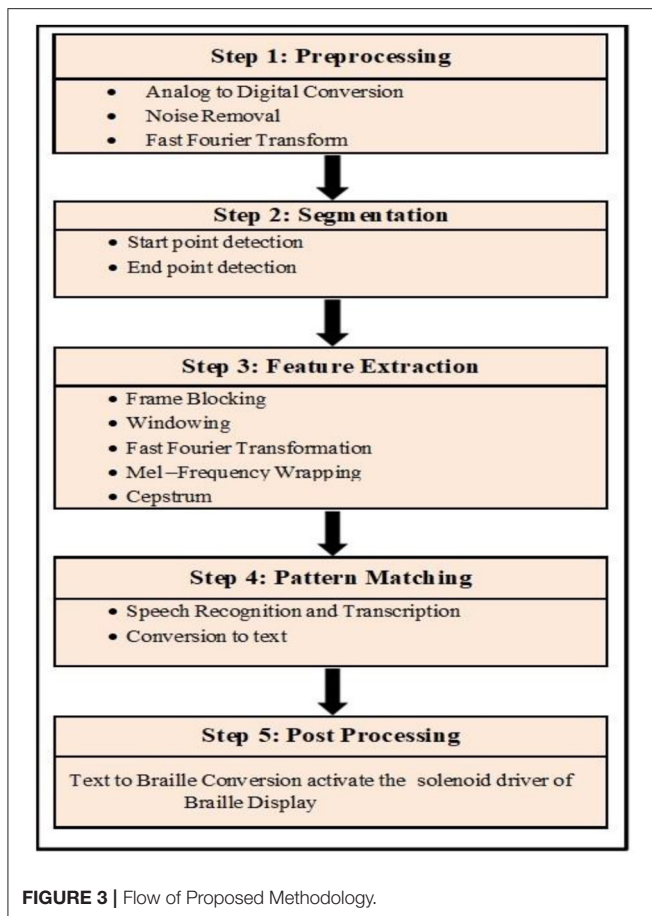 Step 1: Preprocessing
• Analog to Digital Conversion
• Noise Removal
• Fast Fourier Transform
Step 2: Segmentation
• Start point detection
• End point detection
Step 3: Feature Extraction
• Frame Blocking
• Windowing
• Fast Fourier Transformation
• Mel–Frequency Wrapping
• Cepstrum
Step 4: Pattern Matching
• Speech Recognition and Transcription
• Conversion to text
Step 5: Post Processing
Text to Braille Conversion activate the solenoid driver of
Braille Display
FIGURE 3 | Flow of Proposed Methodology.